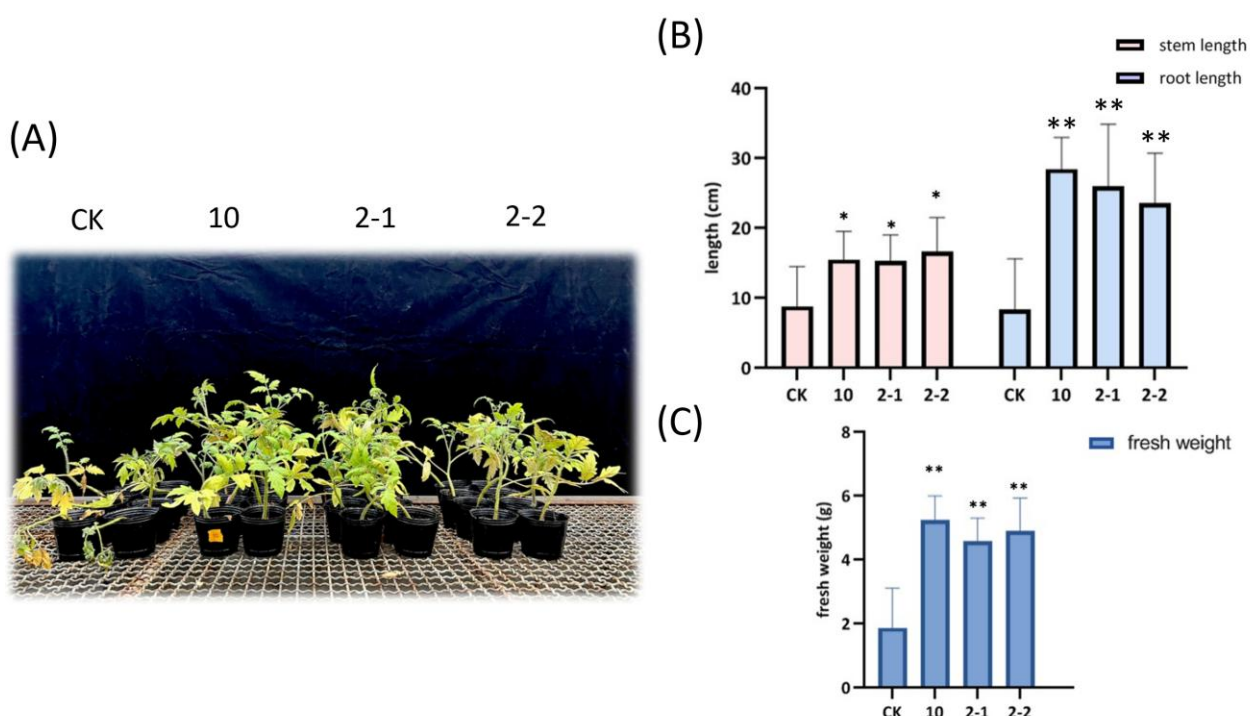 (A)
CK 10 2-1 2-2
(B)
stem length
root length
length (cm)
40
30
20
10
0
* * * ** ** **
CK 10 2-1 2-2 CK 10 2-1 2-2
(C)
fresh weight
fresh weight (g)
8
6
4
2
0
** ** **
CK 10 2-1 2-2